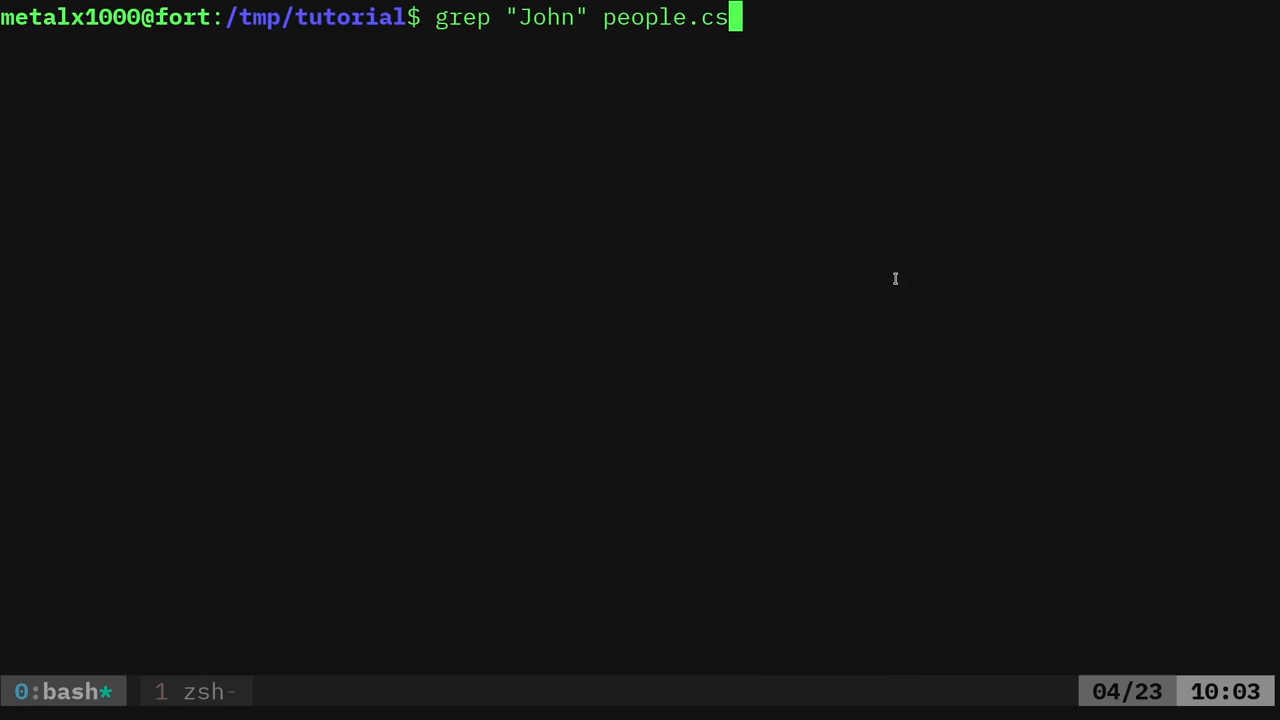 metalx1000@fort:/tmp/tutorial$ grep "John" people.cs
0:bash* 1 zsh- 04/23 10:03